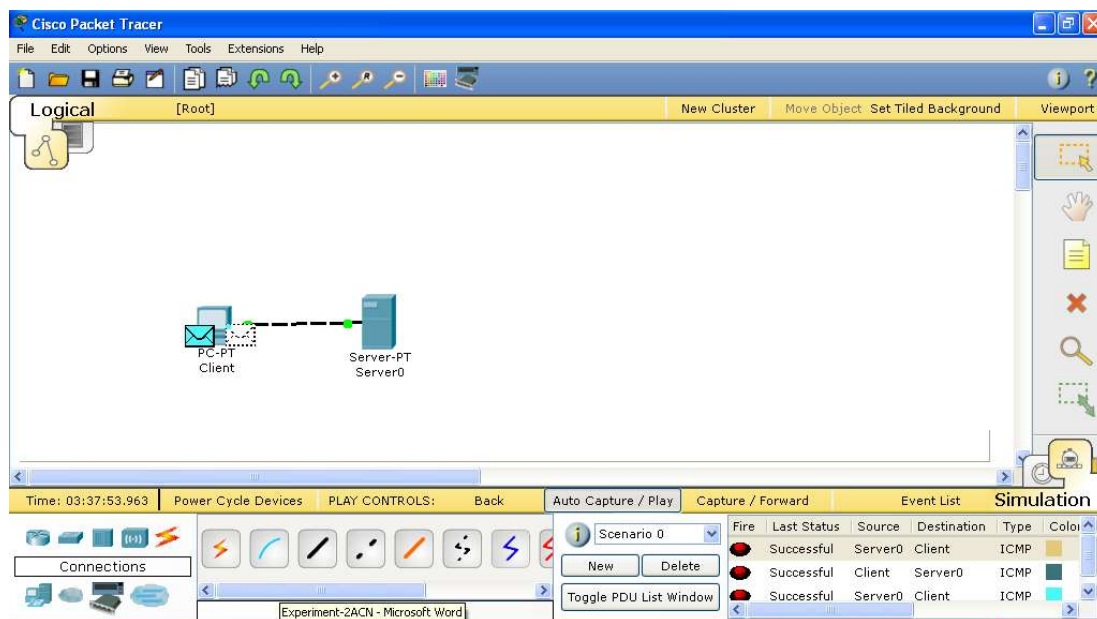 Cisco Packet Tracer
File Edit Options View Tools Extensions Help
Logical [Root] New Cluster Move Object Set Tiled Background Viewport
PC-PT
Client
Server-PT
Server0
Time: 03:37:53.963 Power Cycle Devices PLAY CONTROLS: Back Auto Capture / Play Capture / Forward Event List Simulation
Connections
Experiment-2ACN - Microsoft Word
Scenario 0
New Delete
Toggle PDU List Window
Fire Last Status Source Destination Type
Successful Server0 Client ICMP
Successful Client Server0 ICMP
Successful Server0 Client ICMP